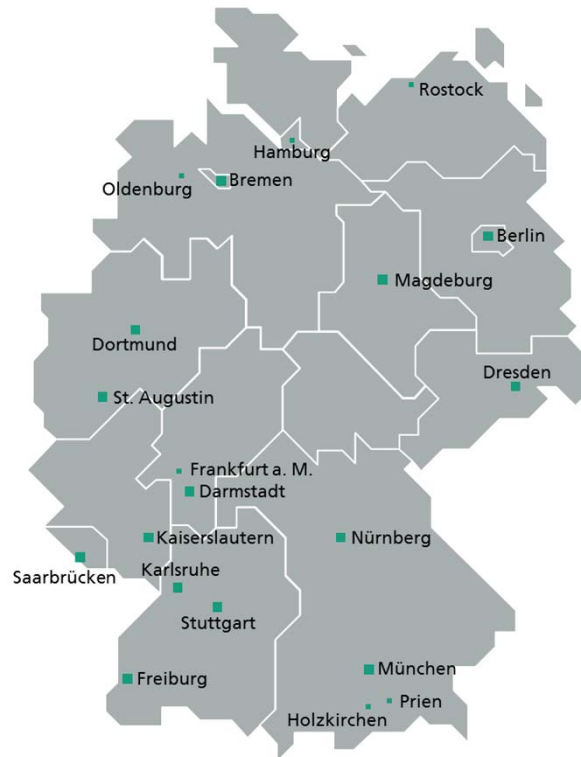 Rostock
Hamburg
Oldenburg
Bremen
Berlin
Magdeburg
Dortmund
Dresden
St. Augustin
Frankfurt a. M.
Darmstadt
Kaiserslautern
Nürnberg
Saarbrücken
Karlsruhe
Stuttgart
München
Freiburg
Prien
Holzkirchen